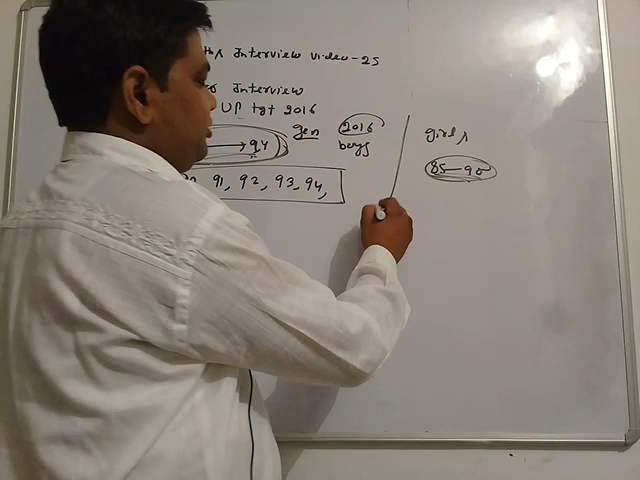 Interview video-25
Interview
UP tgt 2016
→94) gen 2016 girls
boys
91, 92, 93, 94, 85-90